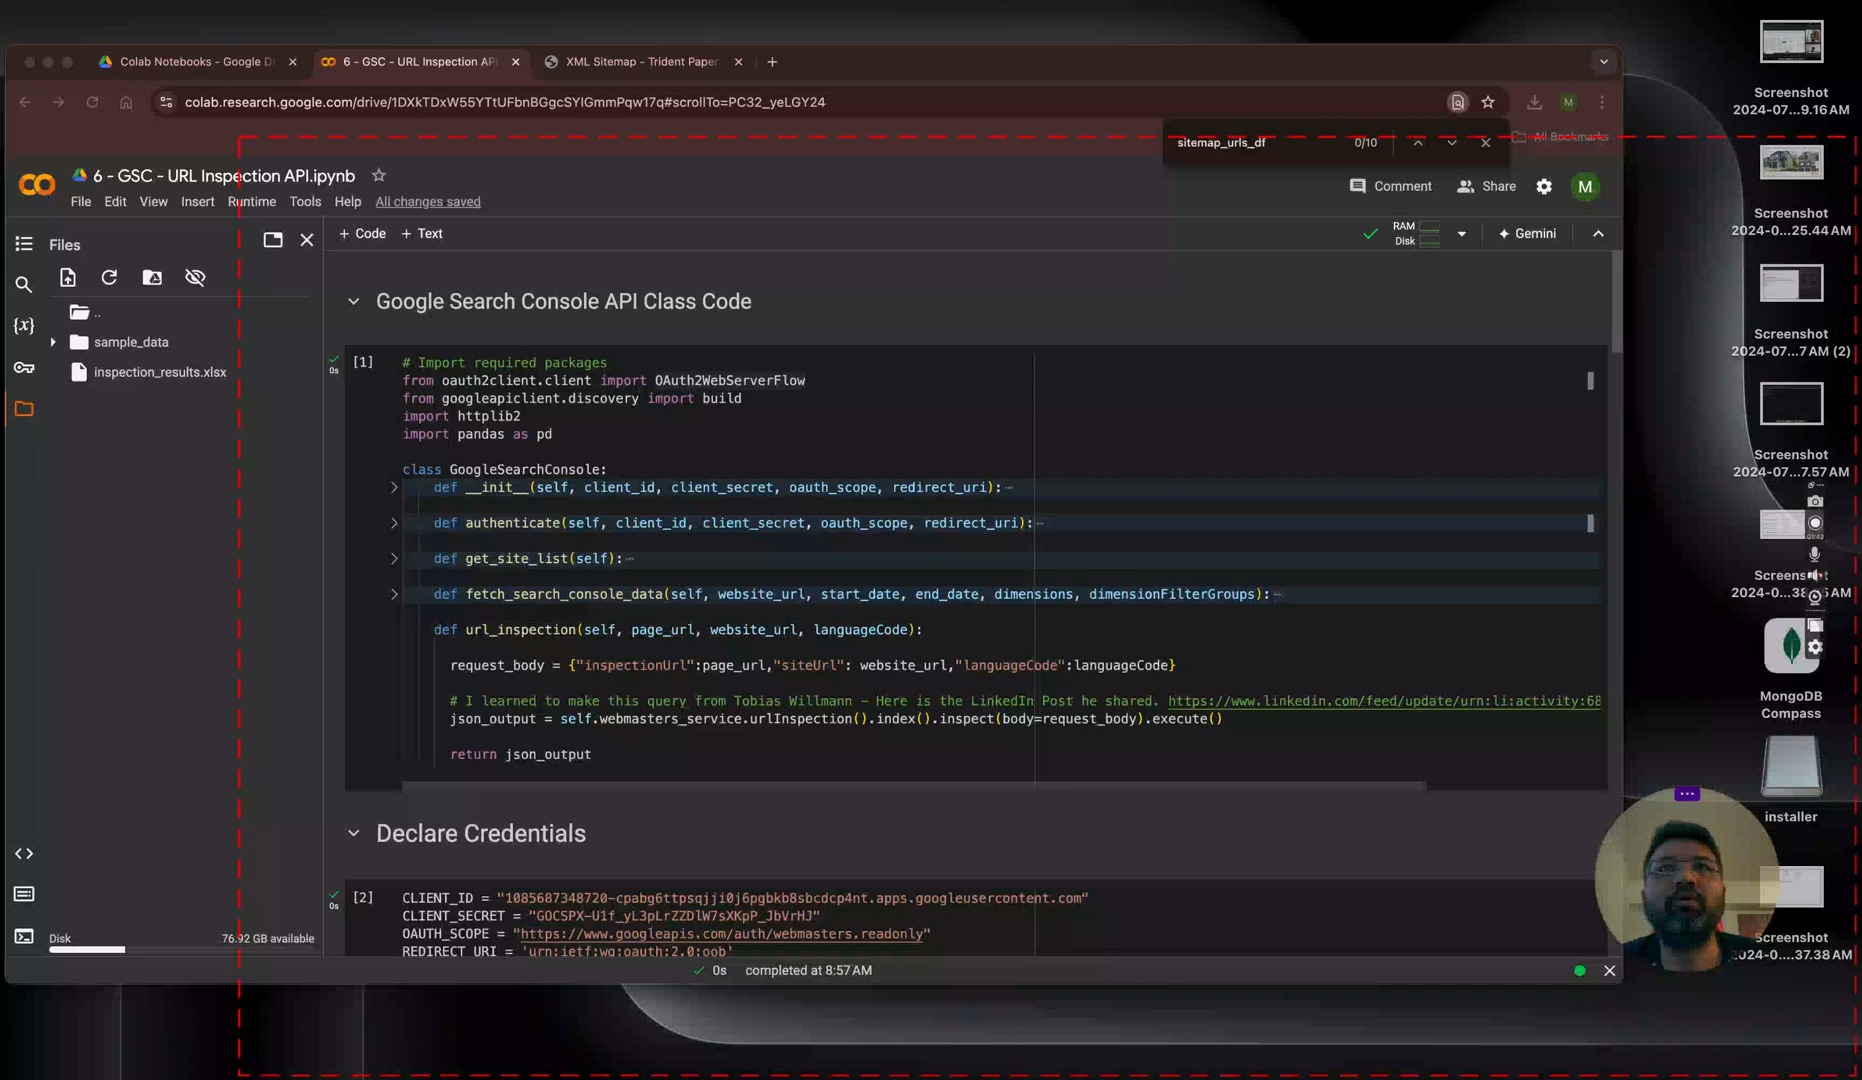 Colab Notebooks - Google D
6 - GSC - URL Inspection API
XML Sitemap - Trident Paper
colab.research.google.com/drive/1DXkTDxW55YTtUFbnBGgcSYlGmmPqw17q#scrollTo=PC32_yeLGY24
M
sitemap_urls_df
0/10
All Bookmarks
6 - GSC - URL Inspection API.ipynb
File Edit View Insert Runtime Tools Help All changes saved
Comment
Share
M
Files
+ Code + Text
RAM
Disk
Gemini
..
sample_data
inspection_results.xlsx
Google Search Console API Class Code
[1]
0s
# Import required packages
from oauth2client.client import OAuth2WebServerFlow
from googleapiclient.discovery import build
import httplib2
import pandas as pd
class GoogleSearchConsole:
def __init__(self, client_id, client_secret, oauth_scope, redirect_uri):
def authenticate(self, client_id, client_secret, oauth_scope, redirect_uri):
def get_site_list(self):
def fetch_search_console_data(self, website_url, start_date, end_date, dimensions, dimensionFilterGroups):
def url_inspection(self, page_url, website_url, languageCode):
request_body = {"inspectionUrl":page_url,"siteUrl": website_url,"languageCode":languageCode}
# I learned to make this query from Tobias Willmann - Here is the LinkedIn Post he shared. https://www.linkedin.com/feed/update/urn:li:activity:68
json_output = self.webmasters_service.urlInspection().index().inspect(body=request_body).execute()
return json_output
Declare Credentials
[2]
0s
CLIENT_ID = "1085687348720-cpabg6ttpsqjji0j6pgbkb8sbcdcp4nt.apps.googleusercontent.com"
CLIENT_SECRET = "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"
OAUTH_SCOPE = "https://www.googleapis.com/auth/webmasters.readonly"
REDIRECT_URI = 'urn:ietf:wg:oauth:2.0:oob'
Disk
76.92 GB available
0s completed at 8:57 AM
Screenshot
2024-07...9.16 AM
Screenshot
2024-0...25.44 AM
Screenshot
2024-07...7 AM (2)
Screenshot
2024-07...7.57 AM
01:43
MongoDB
Compass
installer
Screenshot
2024-0....37.38 AM